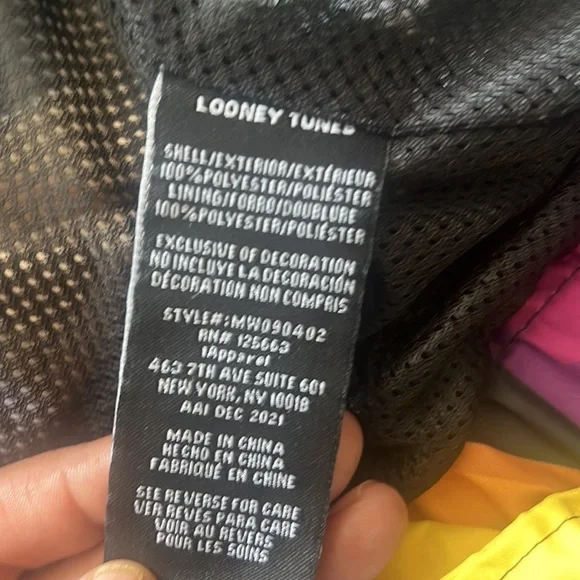 LOONEY TUNES
SHELL/EXTERIOR/EXTÉRIEUR
100%POLYESTER/POLIÉSTER
LINING/FORRO/DOUBLURE
100%POLYESTER/POLIÉSTER
EXCLUSIVE OF DECORATION
NO INCLUYE LA DECORACIÓN
DÉCORATION NON COMPRIS
STYLE#:MW090402
RN# 125663
1Apparel
463 7TH AVE SUITE 601
NEW YORK, NY 10018
AAI DEC 2021
MADE IN CHINA
HECHO EN CHINA
FABRIQUÉ EN CHINE
SEE REVERSE FOR CARE
VER REVÉS PARA CARE
VOIR AU REVERS
POUR LES SOINS